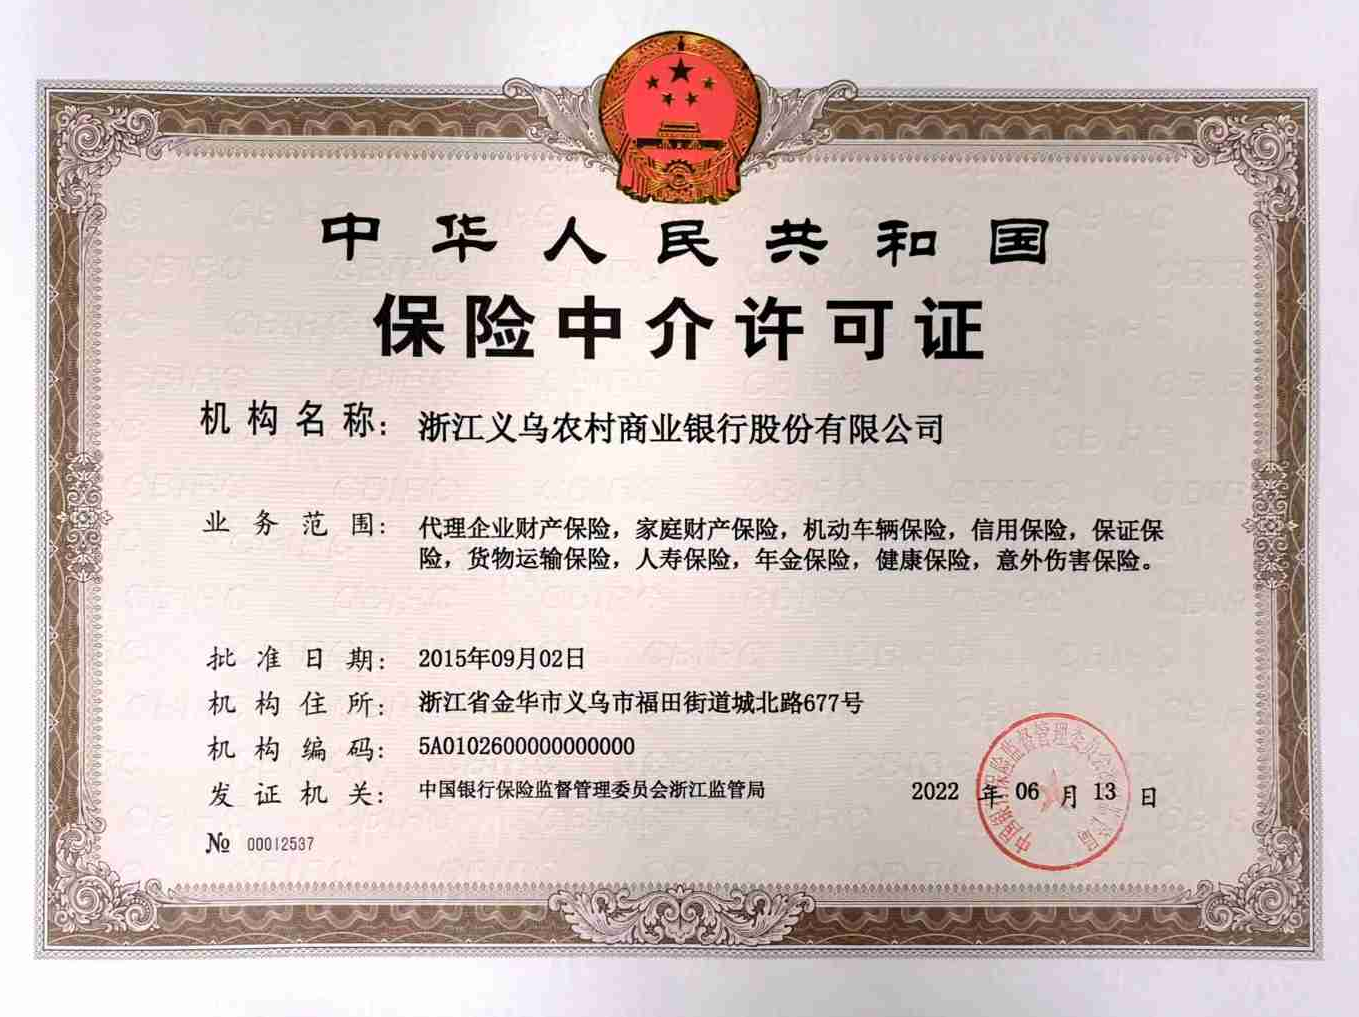 中华人民共和国
保险中介许可证
机构名称: 浙江义乌农村商业银行股份有限公司
业务范围: 代理企业财产保险，家庭财产保险，机动车辆保险，信用保险，保证保
险，货物运输保险，人寿保险，年金保险，健康保险，意外伤害保险。
批准日期: 2015年09月02日
机构住所: 浙江省金华市义乌市福田街道城北路677号
机构编码: 5A0102600000000000
发证机关: 中国银行保险监督管理委员会浙江监管局 2022 年 06 月 13 日
№ 00012537